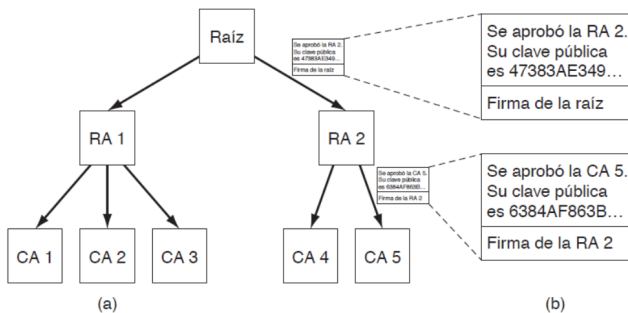 Raíz
Se aprobó la RA 2.
Su clave pública
es 47383AE349...
Firma de la raíz
Se aprobó la RA 2.
Su clave pública
es 47383AE349...
Firma de la raíz
RA 1
RA 2
Se aprobó la CA 5.
Su clave pública
es 6384AF863B...
Firma de la RA 2
Se aprobó la CA 5.
Su clave pública
es 6384AF863B...
Firma de la RA 2
CA 1
CA 2
CA 3
CA 4
CA 5
(a)
(b)